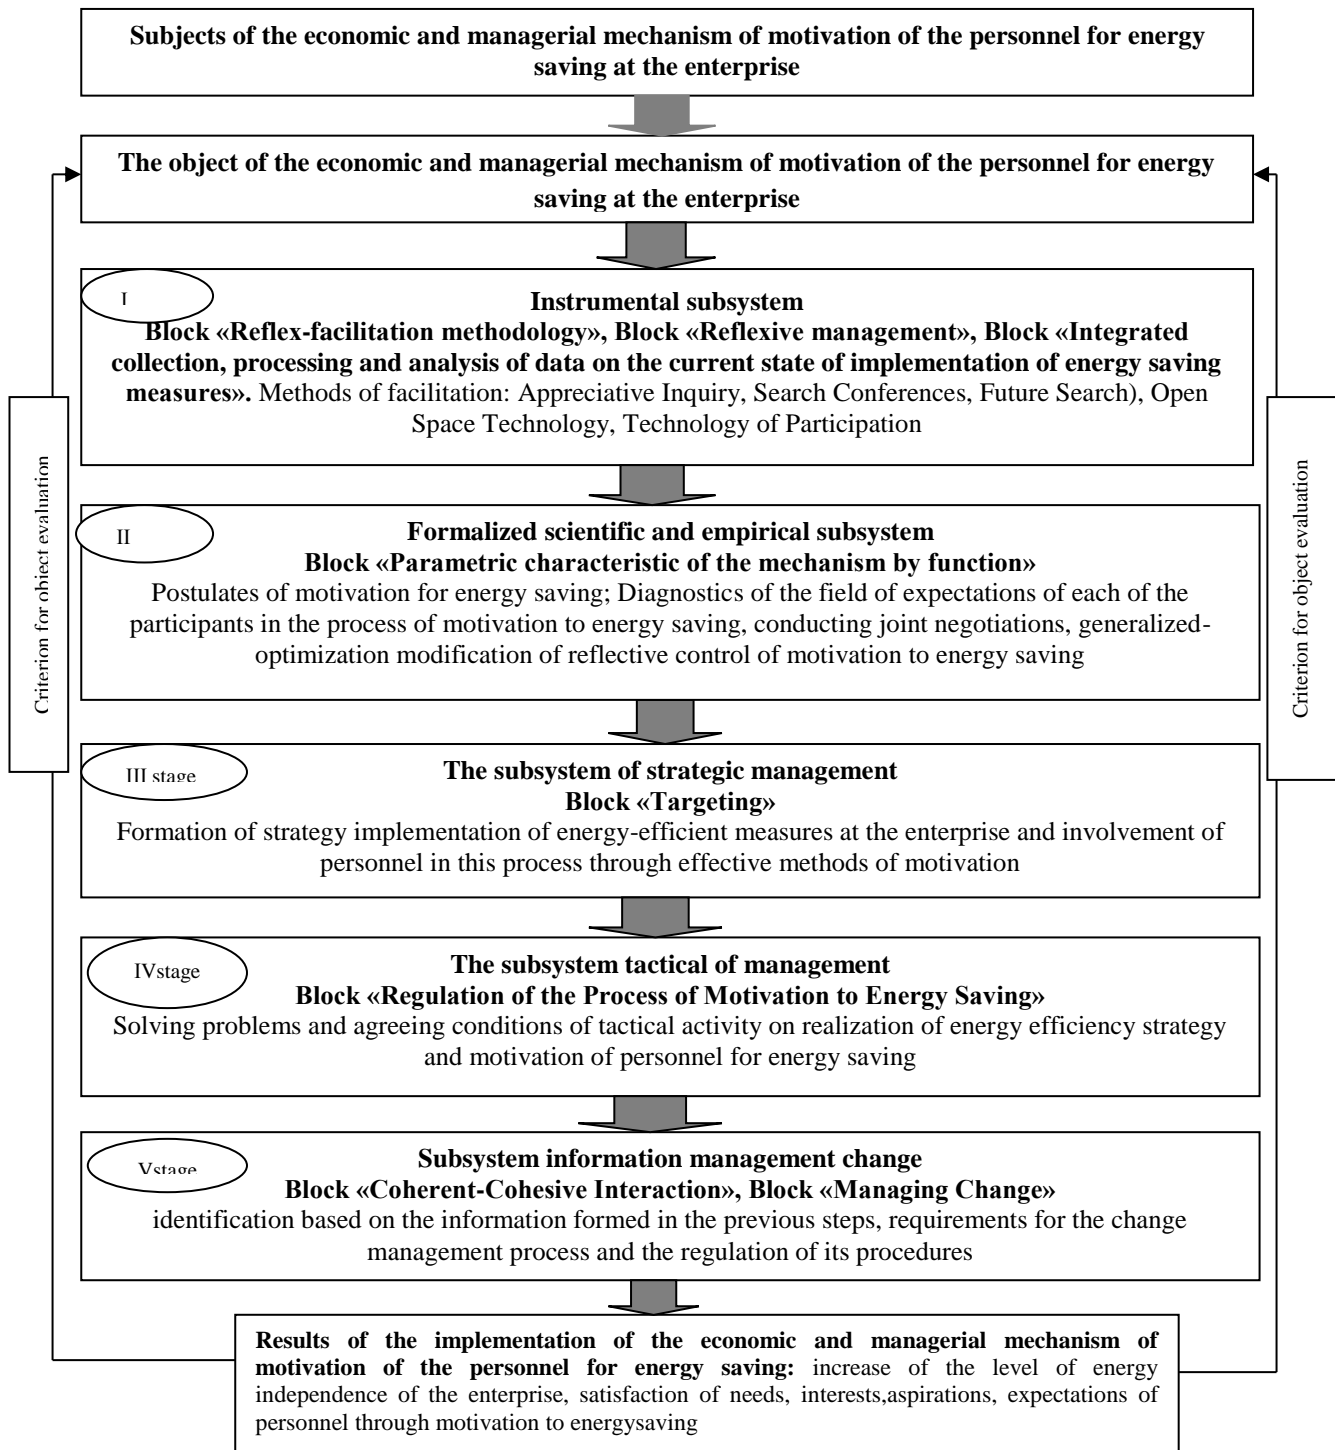 Subjects of the economic and managerial mechanism of motivation of the personnel for energy
saving at the enterprise
The object of the economic and managerial mechanism of motivation of the personnel for energy
saving at the enterprise
I
Instrumental subsystem
Block «Reflex-facilitation methodology», Block «Reflexive management», Block «Integrated
collection, processing and analysis of data on the current state of implementation of energy saving
measures». Methods of facilitation: Appreciative Inquiry, Search Conferences, Future Search), Open
Space Technology, Technology of Participation
Criterion for object evaluation
Criterion for object evaluation
II
Formalized scientific and empirical subsystem
Block «Parametric characteristic of the mechanism by function»
Postulates of motivation for energy saving; Diagnostics of the field of expectations of each of the
participants in the process of motivation to energy saving, conducting joint negotiations, generalized-
optimization modification of reflective control of motivation to energy saving
III stage
The subsystem of strategic management
Block «Targeting»
Formation of strategy implementation of energy-efficient measures at the enterprise and involvement of
personnel in this process through effective methods of motivation
IVstage
The subsystem tactical of management
Block «Regulation of the Process of Motivation to Energy Saving»
Solving problems and agreeing conditions of tactical activity on realization of energy efficiency strategy
and motivation of personnel for energy saving
Vstage
Subsystem information management change
Block «Coherent-Cohesive Interaction», Block «Managing Change»
identification based on the information formed in the previous steps, requirements for the change
management process and the regulation of its procedures
Results of the implementation of the economic and managerial mechanism of
motivation of the personnel for energy saving: increase of the level of energy
independence of the enterprise, satisfaction of needs, interests,aspirations, expectations of
personnel through motivation to energysaving